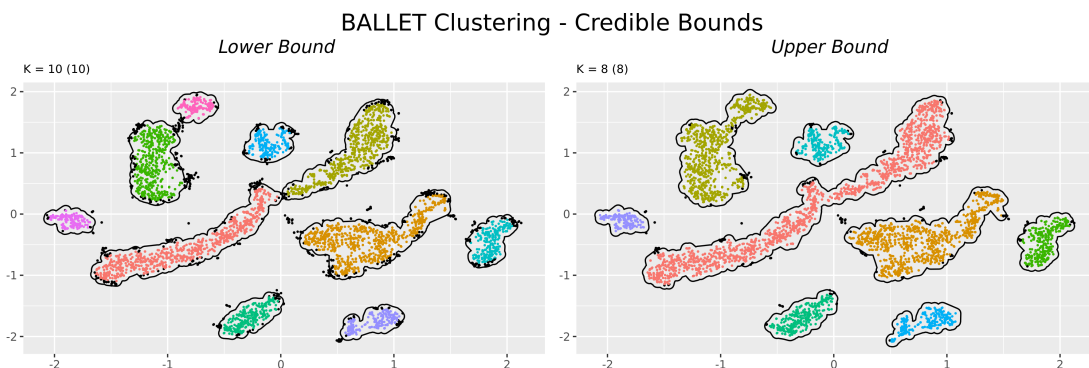 BALLET Clustering - Credible Bounds
Lower Bound
Upper Bound
K = 10 (10)
K = 8 (8)
2
1
0
-1
-2
-2 -1 0 1 2
2
1
0
-1
-2
-2 -1 0 1 2